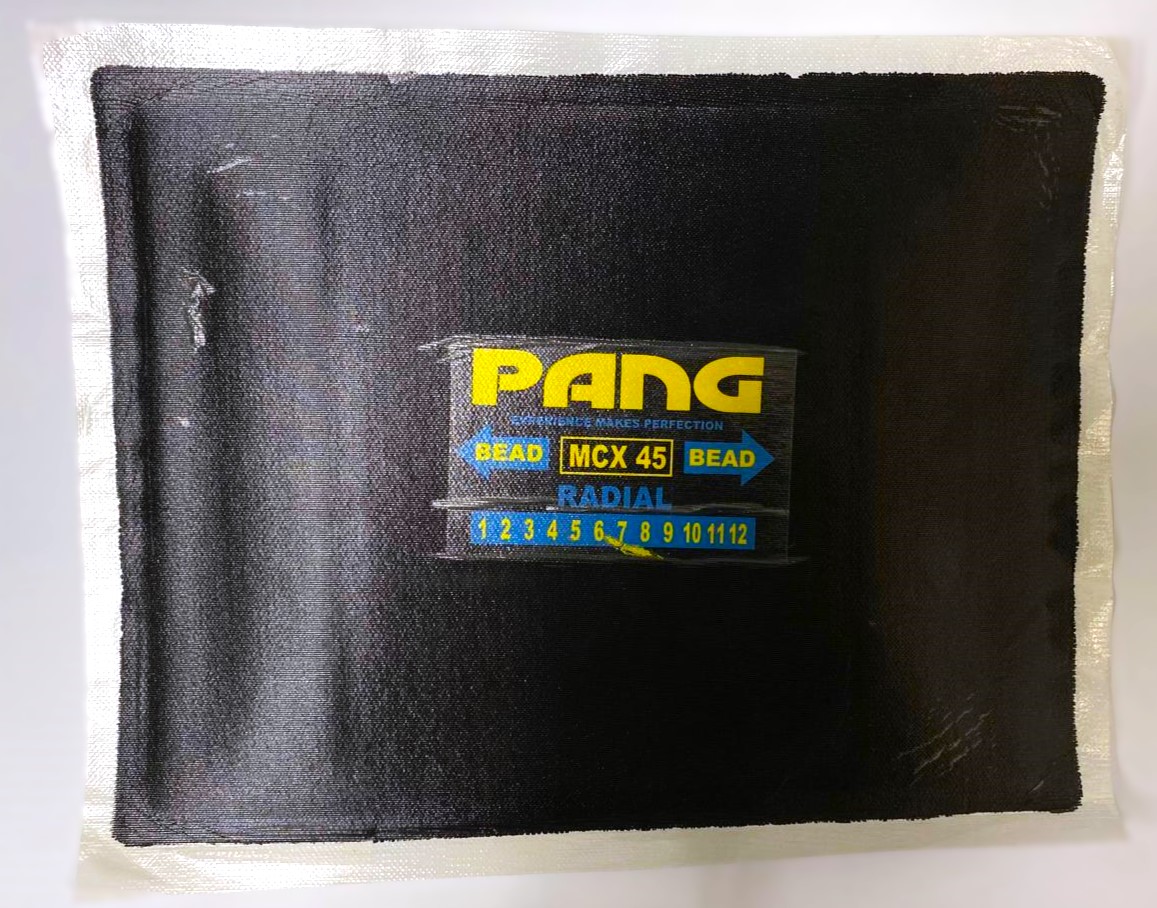 PANG
EXPERIENCE MAKES PERFECTION
BEAD MCX 45 BEAD
RADIAL
1 2 3 4 5 6 7 8 9 10 11 12